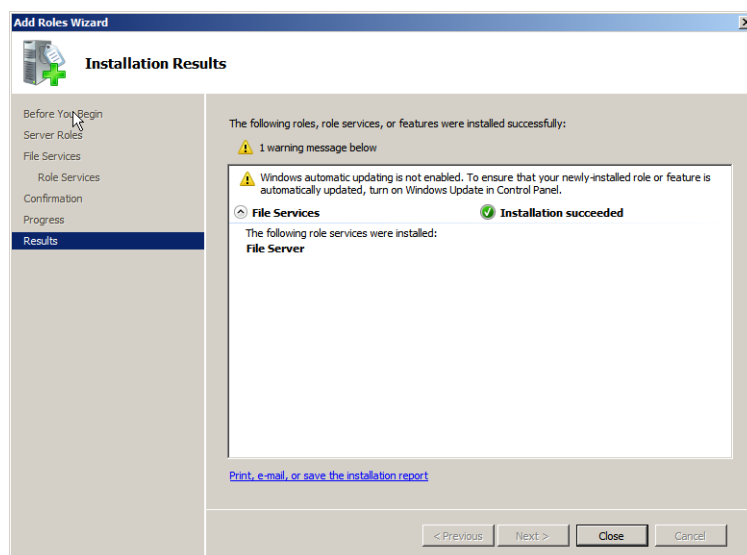 Add Roles Wizard
Installation Results
Before You Begin
Server Roles
File Services
Role Services
Confirmation
Progress
Results
The following roles, role services, or features were installed successfully:
1 warning message below
Windows automatic updating is not enabled. To ensure that your newly-installed role or feature is
automatically updated, turn on Windows Update in Control Panel.
File Services
Installation succeeded
The following role services were installed:
File Server
Print, e-mail, or save the installation report
< Previous
Next >
Close
Cancel